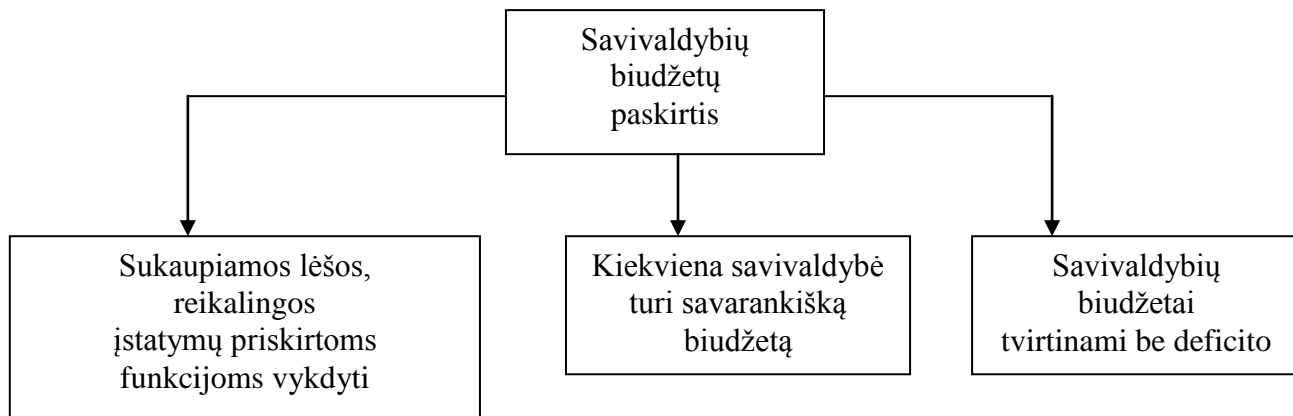 Savivaldybių
biudžetų
paskirtis
Sukaupiamos lėšos,
reikalingos
įstatymų priskirtoms
funkcijoms vykdyti
Kiekviena savivaldybė
turi savarankišką
biudžetą
Savivaldybių
biudžetai
tvirtinami be deficito